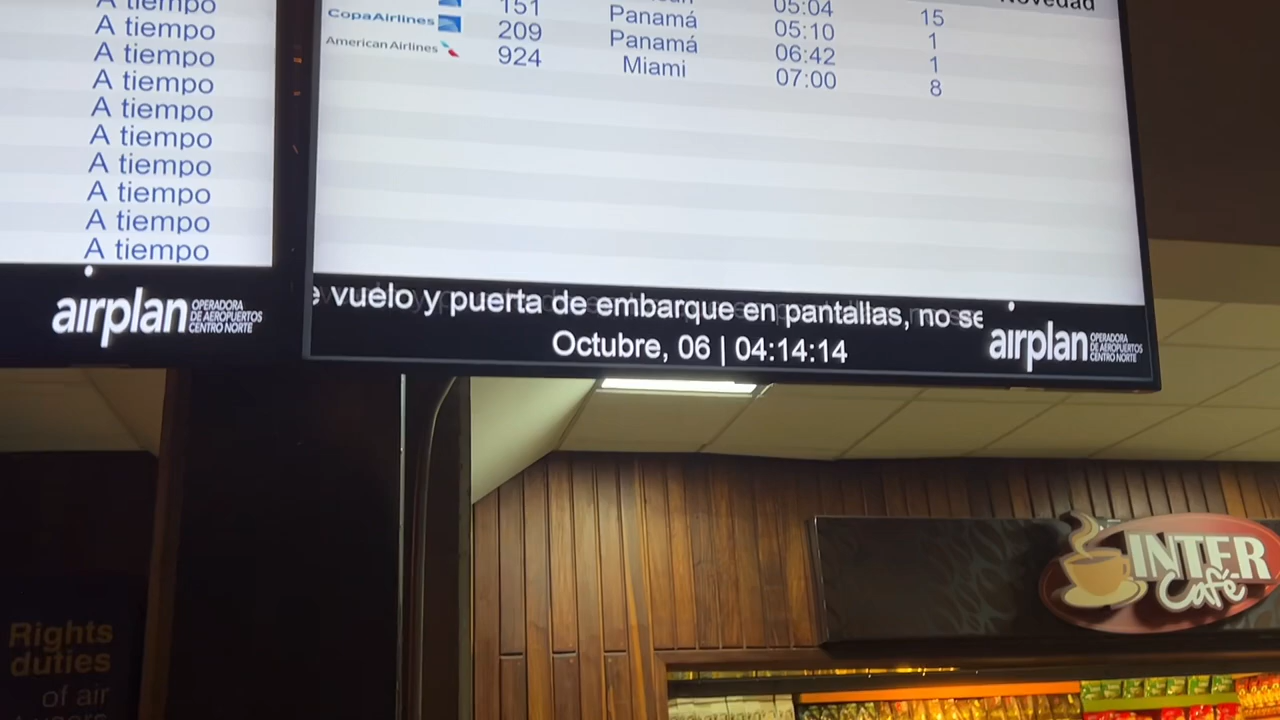 A tiempo
A tiempo
A tiempo
A tiempo
A tiempo
A tiempo
A tiempo
A tiempo
A tiempo
A tiempo
airplan OPERADORA
DE AEROPUERTOS
CENTRO NORTE
Novedad
05:04 15
151 Panamá 05:10 1
CopaAirlines 209 Panamá 06:42 1
AmericanAirlines 924 Miami 07:00 8
e vuelo y puerta de embarque en pantallas, no se
Octubre, 06 | 04:14:14
airplan OPERADORA
DE AEROPUERTOS
CENTRO NORTE
INTER
Café
Rights
duties
of air